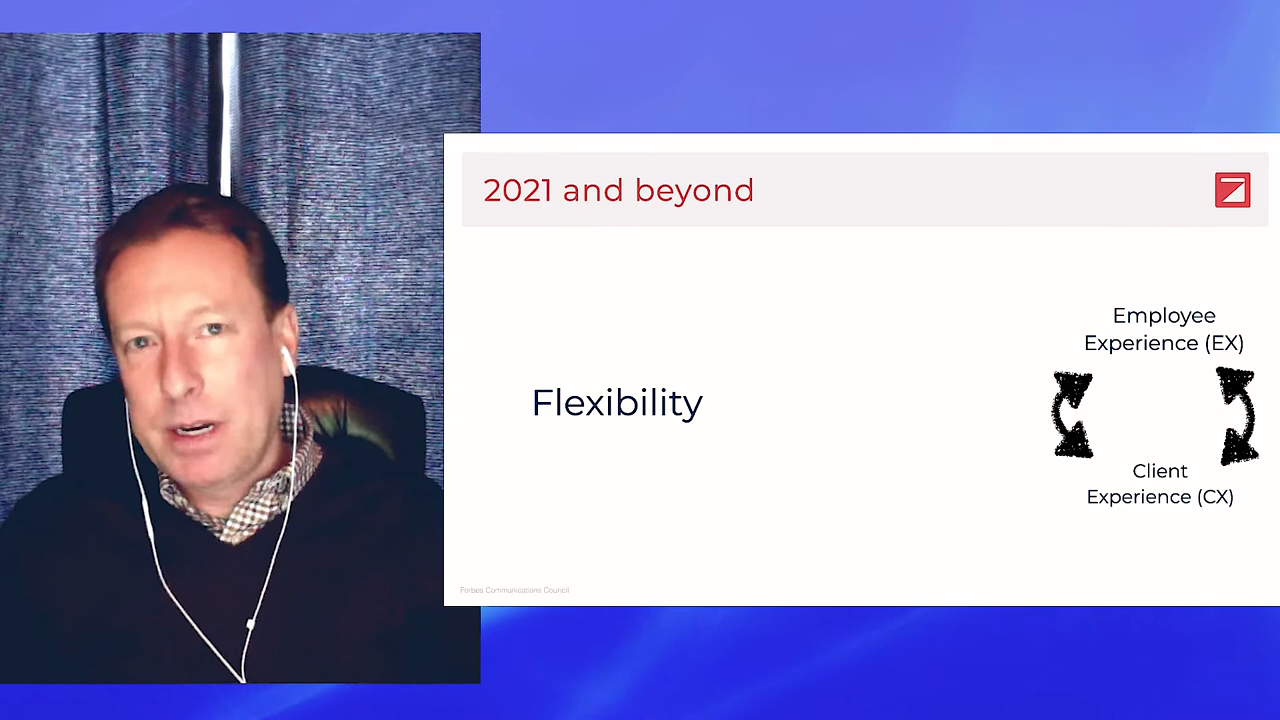 2021 and beyond
Employee
Experience (EX)
Flexibility
Client
Experience (CX)
Forbes Communications Council